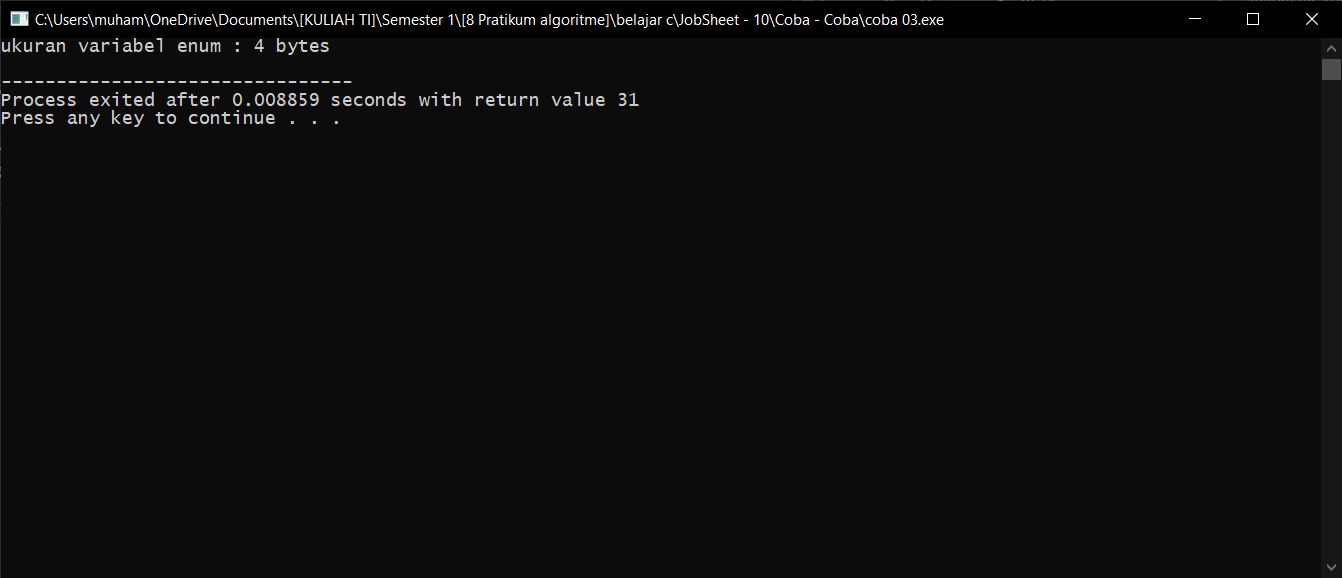 C:\Users\muham\OneDrive\Documents\[KULIAH TI]\Semester 1\[8 Pratikum algoritme]\belajar c\JobSheet - 10\Coba - Coba\coba 03.exe
ukuran variabel enum : 4 bytes
--------------------------------
Process exited after 0.008859 seconds with return value 31
Press any key to continue . . .